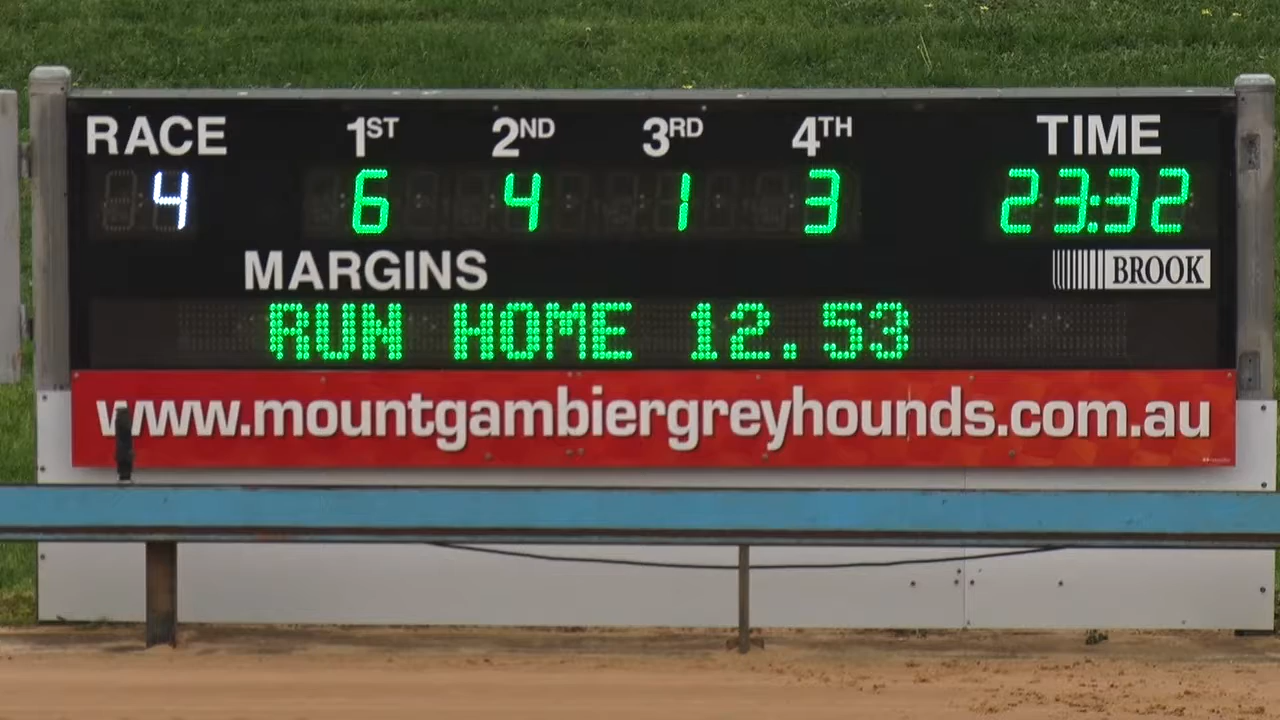 RACE 1ST 2ND 3RD 4TH TIME
4 6 4 1 3 23:32
MARGINS BROOK
RUN HOME 12.53
www.mountgambiergreyhounds.com.au